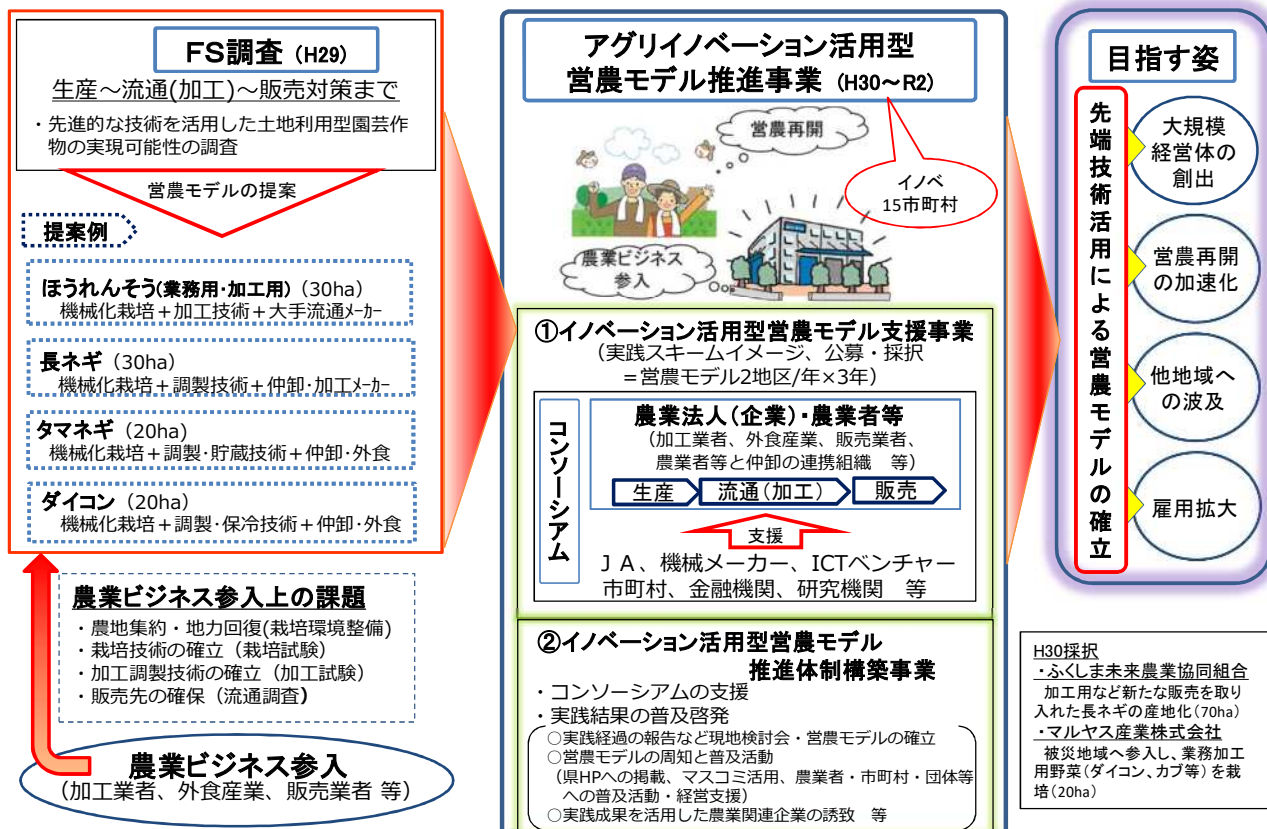 FS調査(H29)
生産～流通(加工)～販売対策まで
・先進的な技術を活用した土地利用型園芸作
物の実現可能性の調査
営農モデルの提案
提案例
ほうれんそう(業務用・加工用)(30ha)
機械化栽培＋加工技術＋大手流通ﾒｰｶｰ
長ネギ(30ha)
機械化栽培＋調製技術＋仲卸・加工ﾒｰｶｰ
タマネギ(20ha)
機械化栽培＋調製・貯蔵技術＋仲卸・外食
ダイコン(20ha)
機械化栽培＋調製・保冷技術＋仲卸・外食
農業ビジネス参入上の課題
・農地集約・地力回復(栽培環境整備)
・栽培技術の確立(栽培試験)
・加工調製技術の確立(加工試験)
・販売先の確保(流通調査)
農業ビジネス参入
(加工業者、外食産業、販売業者 等)
アグリイノベーション活用型
営農モデル推進事業(H30～R2)
営農再開
イノベ
15市町村
農業ビジネス
参入
①イノベーション活用型営農モデル支援事業
(実践スキームイメージ、公募・採択
＝営農モデル2地区/年×3年)
コンソーシアム
農業法人(企業)・農業者等
(加工業者、外食産業、販売業者、
農業者等と仲卸の連携組織 等)
生産
流通(加工)
販売
支援
ＪＡ、機械メーカー、ICTベンチャー
市町村、金融機関、研究機関 等
②イノベーション活用型営農モデル
推進体制構築事業
・コンソーシアムの支援
・実践結果の普及啓発
○実践経過の報告など現地検討会・営農モデルの確立
○営農モデルの周知と普及活動
(県HPへの掲載、マスコミ活用、農業者・市町村・団体等
への普及活動・経営支援)
○実践成果を活用した農業関連企業の誘致 等
目指す姿
先端技術活用による営農モデルの確立
大規模
経営体の
創出
営農再開
の加速化
他地域へ
の波及
雇用拡大
H30採択
・ふくしま未来農業協同組合
加工用など新たな販売を取り
入れた長ネギの産地化(70ha)
・マルヤス産業株式会社
被災地域へ参入し、業務加工
用野菜(ダイコン、カブ等)を栽
培(20ha)